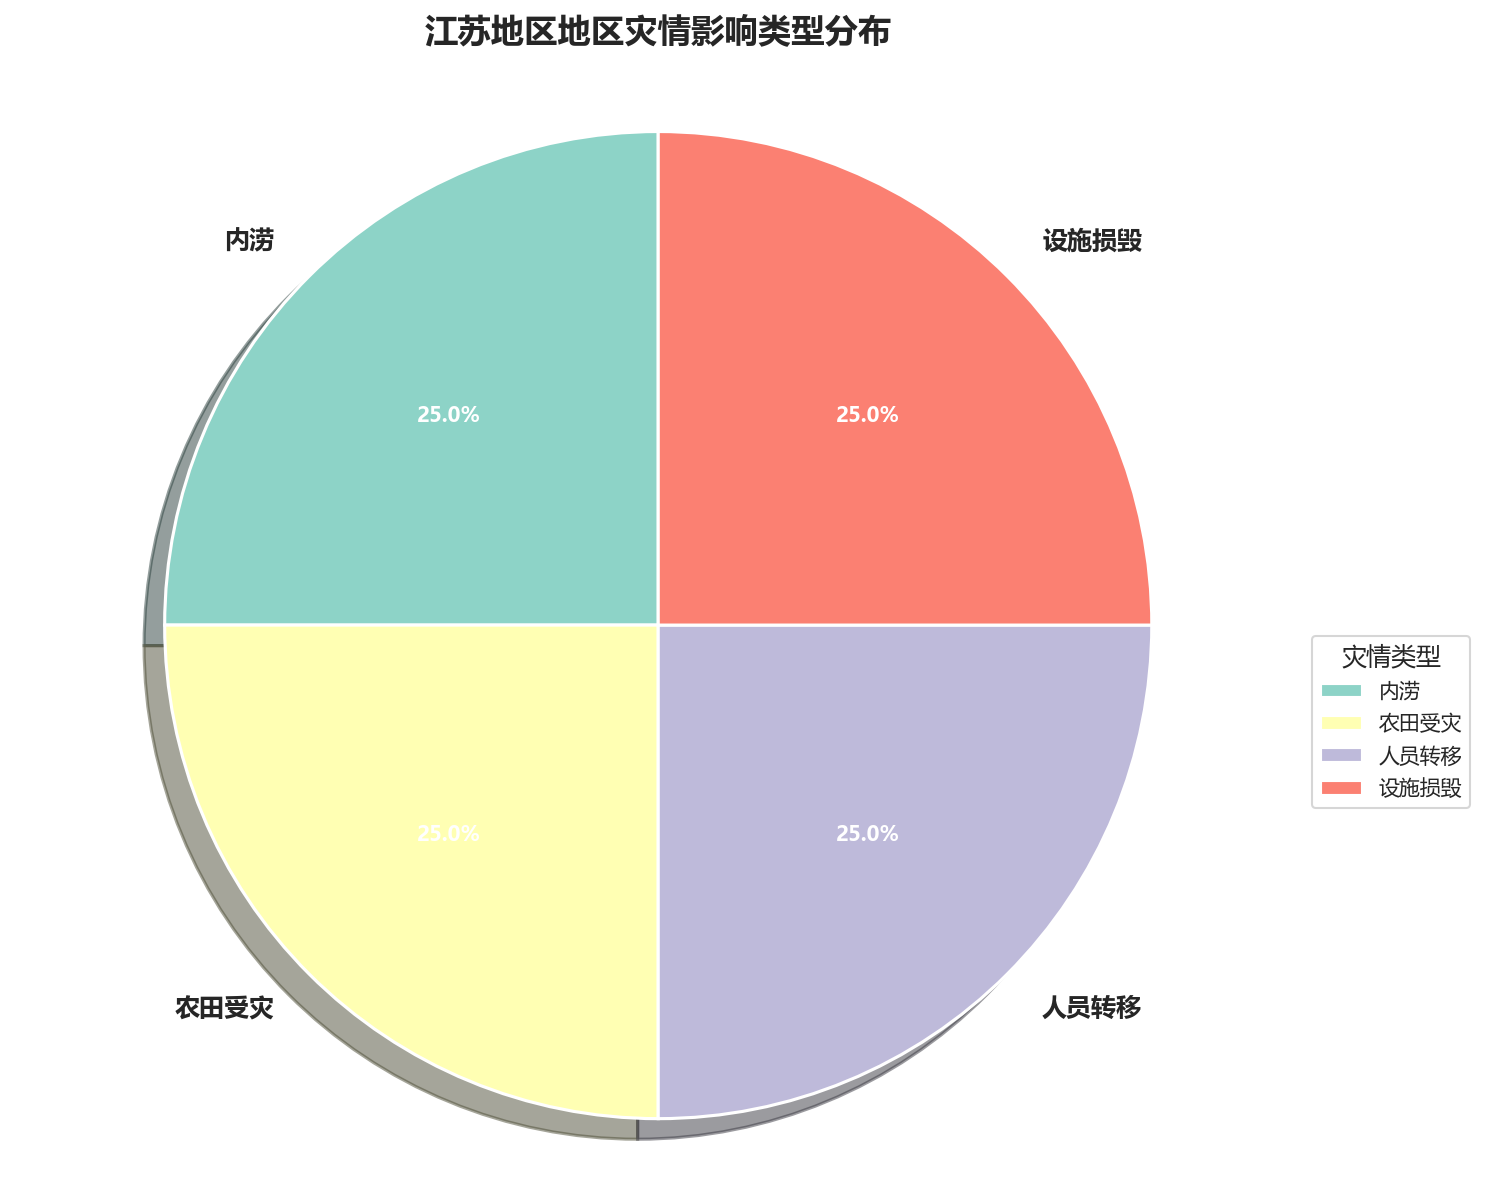 江苏地区地区灾情影响类型分布
内涝
设施损毁
25.0%
25.0%
灾情类型
内涝
农田受灾
人员转移
设施损毁
25.0%
25.0%
农田受灾
人员转移